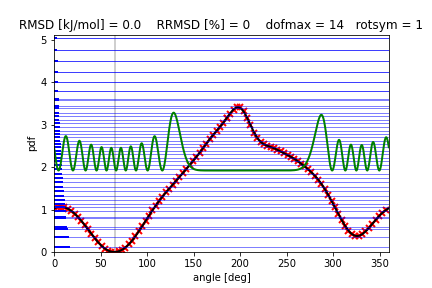 RMSD [kJ/mol] = 0.0 RRMSD [%] = 0 dofmax = 14 rotsym = 1
5
4
3
2
1
0
pdf
0 50 100 150 200 250 300 350
angle [deg]